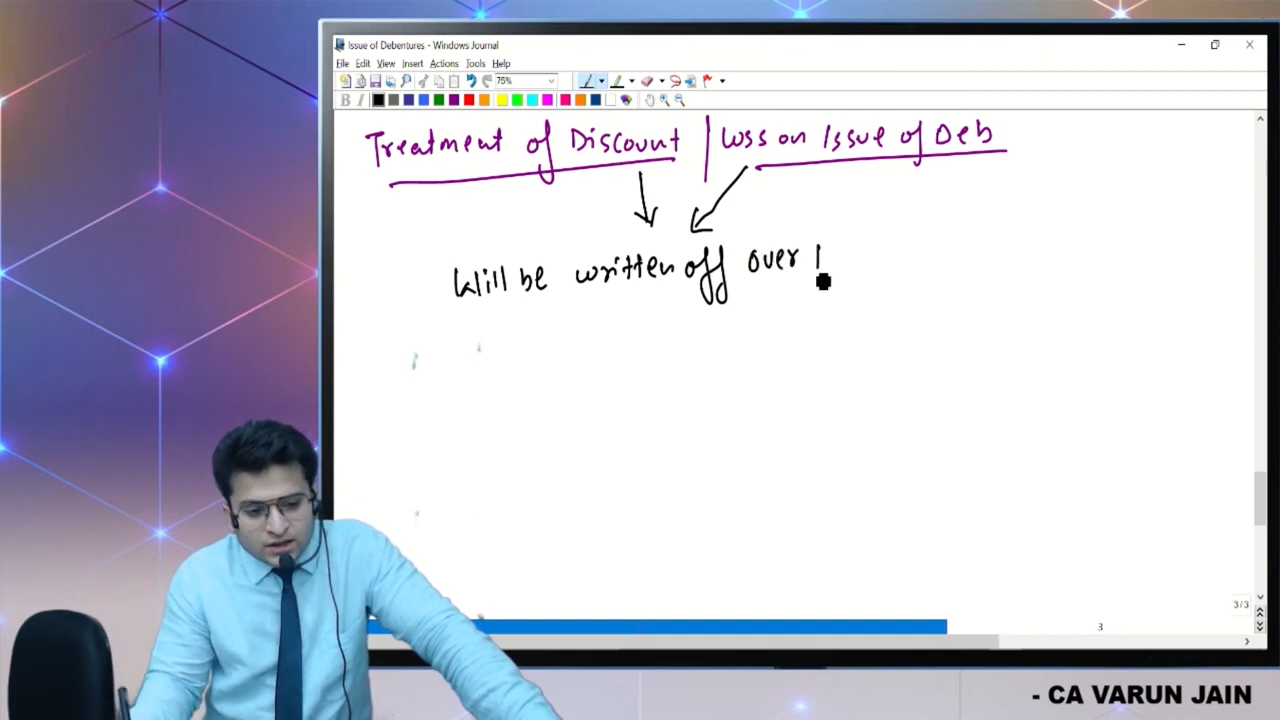 Issue of Debentures - Windows Journal
File Edit View Insert Actions Tools Help
75%
B I
Treatment of Discount | Loss on Issue of Deb
Will be written off over
3/3
3
- CA VARUN JAIN